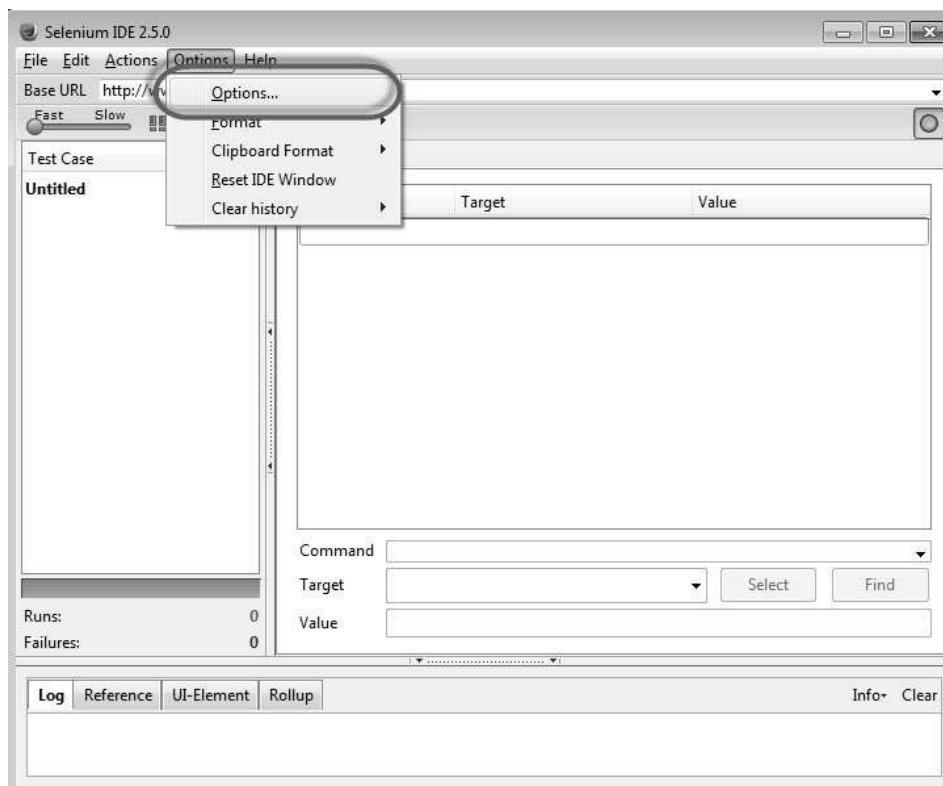 Selenium IDE 2.5.0
File Edit Actions Options Help
Base URL http://w
Options...
Fast Slow
Format
Clipboard Format
Reset IDE Window
Clear history
Test Case
Untitled
Target Value
Command
Target Select Find
Value
Runs: 0
Failures: 0
Log Reference UI-Element Rollup Info Clear